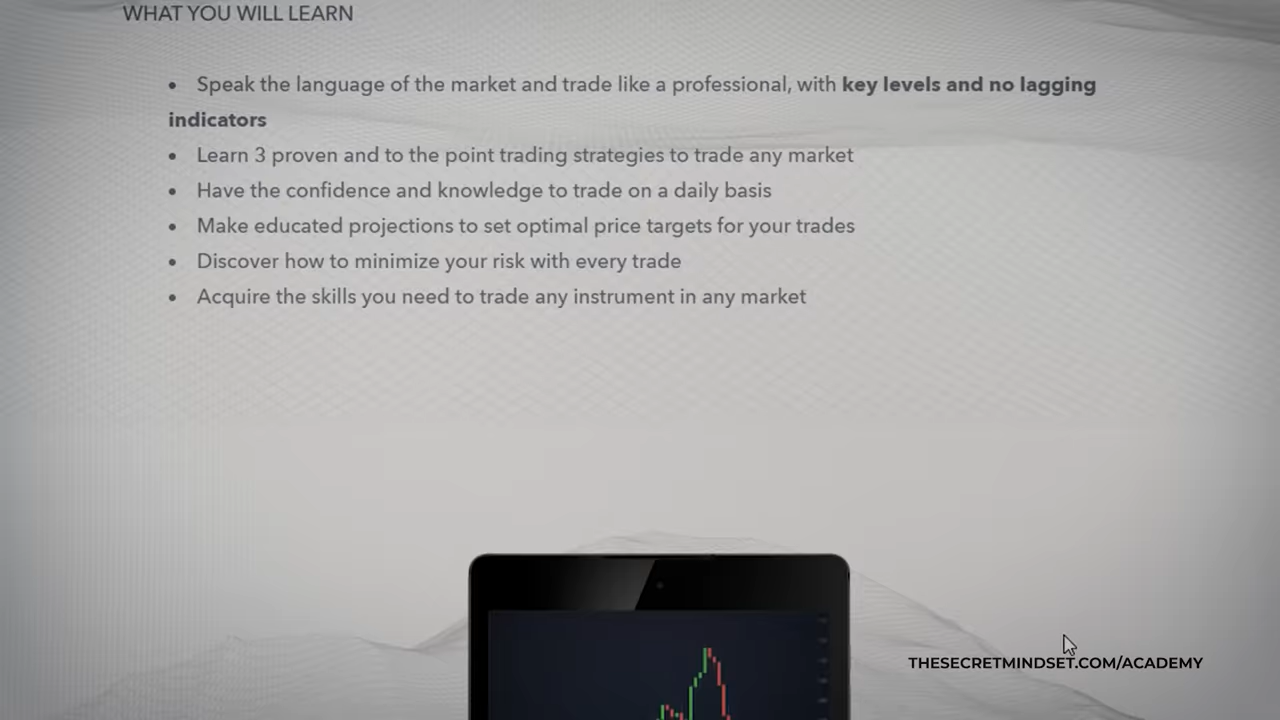 WHAT YOU WILL LEARN
• Speak the language of the market and trade like a professional, with key levels and no lagging
indicators
• Learn 3 proven and to the point trading strategies to trade any market
• Have the confidence and knowledge to trade on a daily basis
• Make educated projections to set optimal price targets for your trades
• Discover how to minimize your risk with every trade
• Acquire the skills you need to trade any instrument in any market
THESECRETMINDSET.COM/ACADEMY